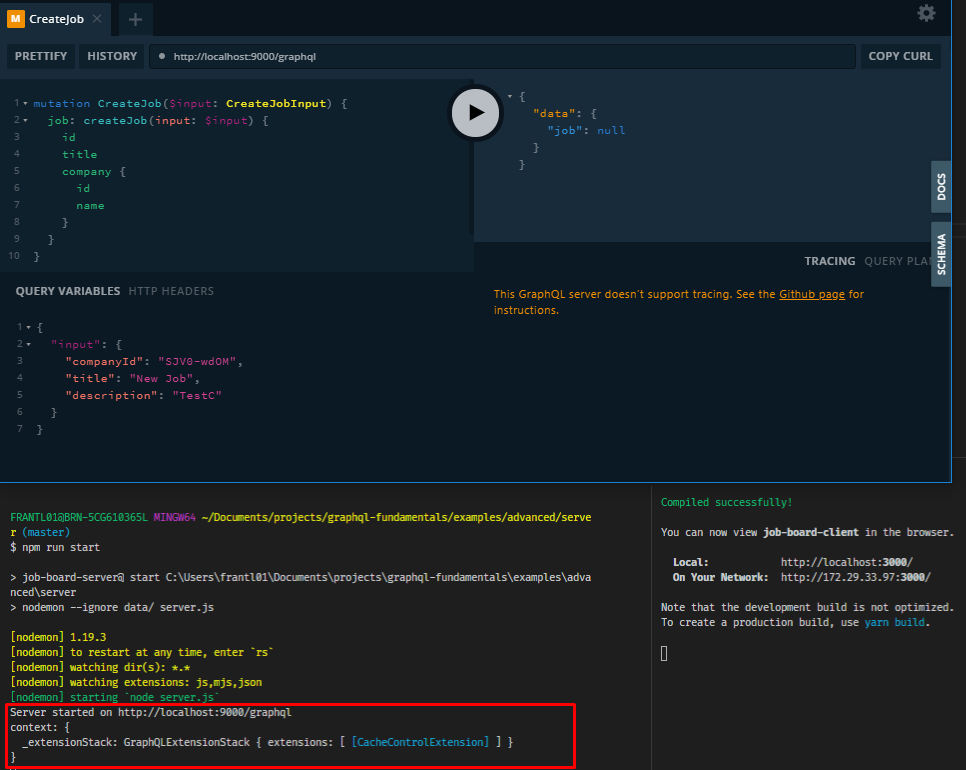 M CreateJob
PRETTIFY HISTORY http://localhost:9000/graphql COPY CURL
1 mutation CreateJob($input: CreateJobInput) {
2 job: createJob(input: $input) {
3 id
4 title
5 company {
6 id
7 name
8 }
9 }
10 }
{
"data": {
"job": null
}
}
DOCS
SCHEMA
TRACING QUERY PLAN
This GraphQL server doesn't support tracing. See the Github page for
instructions.
QUERY VARIABLES HTTP HEADERS
1 {
2 "input": {
3 "companyId": "SJV0-wdOM",
4 "title": "New Job",
5 "description": "TestC"
6 }
7 }
FRANTL01@BRN-5CG610365L MINGW64 ~/Documents/projects/graphql-fundamentals/examples/advanced/serve
r (master)
$ npm run start
> job-board-server@ start C:\Users\frantl01\Documents\projects\graphql-fundamentals\examples\adva
nced\server
> nodemon --ignore data/ server.js
[nodemon] 1.19.3
[nodemon] to restart at any time, enter `rs`
[nodemon] watching dir(s): *.*
[nodemon] watching extensions: js,mjs,json
[nodemon] starting `node server.js`
Server started on http://localhost:9000/graphql
context: {
_extensionStack: GraphQLExtensionStack { extensions: [ [CacheControlExtension] ] }
}
Compiled successfully!
You can now view job-board-client in the browser.
Local: http://localhost:3000/
On Your Network: http://172.29.33.97:3000/
Note that the development build is not optimized.
To create a production build, use yarn build.